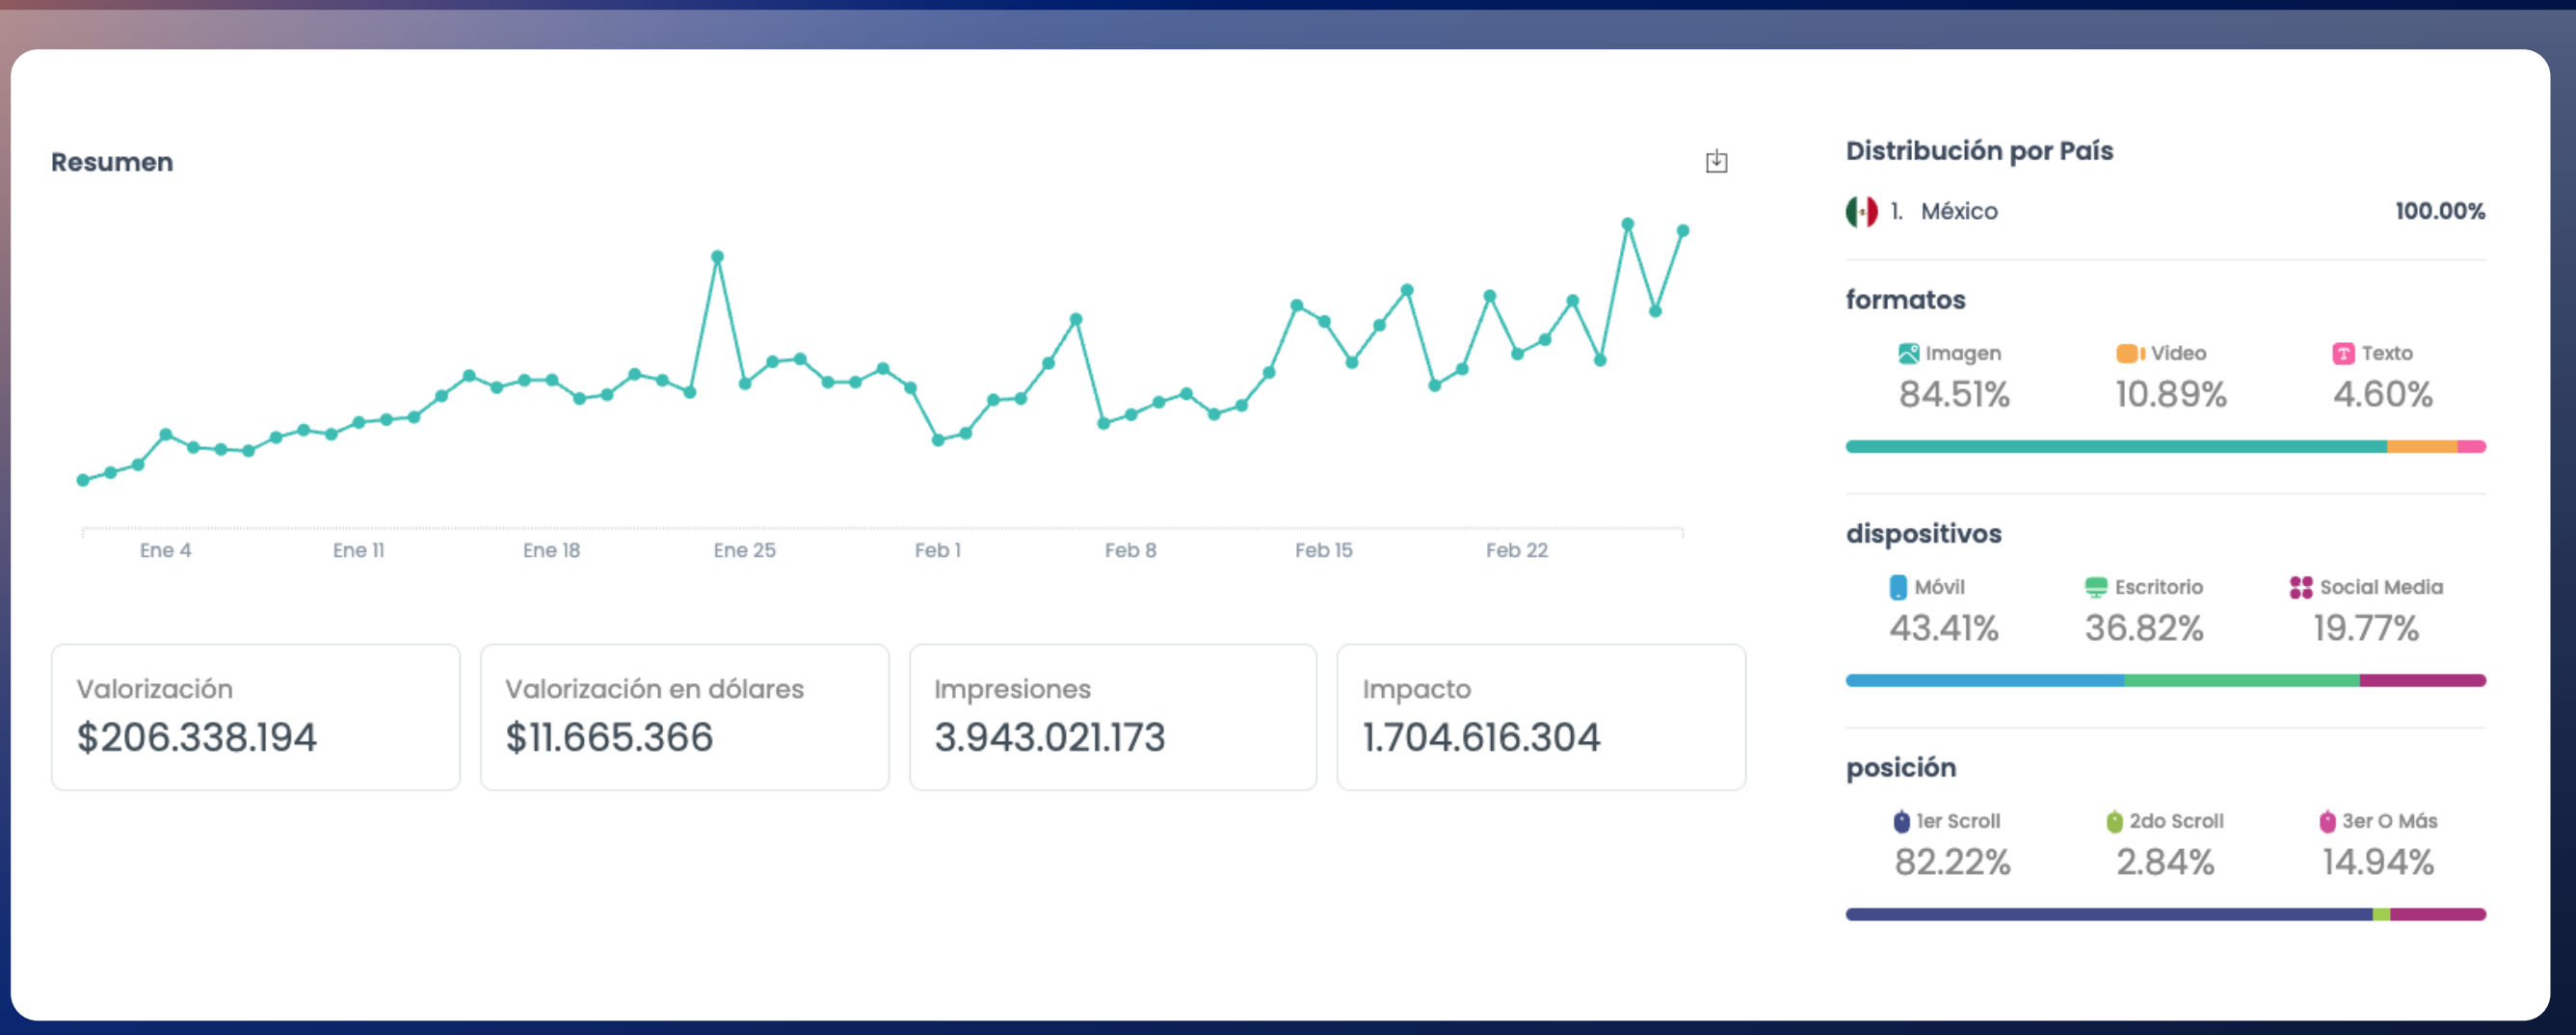 Resumen
Ene 4 Ene 11 Ene 18 Ene 25 Feb 1 Feb 8 Feb 15 Feb 22
Valorización
$206.338.194
Valorización en dólares
$11.665.366
Impresiones
3.943.021.173
Impacto
1.704.616.304
Distribución por País
1. México 100.00%
formatos
Imagen Video Texto
84.51% 10.89% 4.60%
dispositivos
Móvil Escritorio Social Media
43.41% 36.82% 19.77%
posición
1er Scroll 2do Scroll 3er O Más
82.22% 2.84% 14.94%